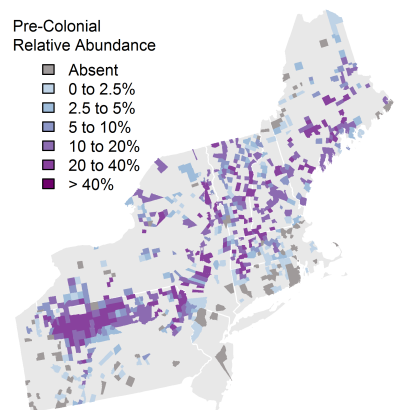 Pre-Colonial
Relative Abundance
Absent
0 to 2.5%
2.5 to 5%
5 to 10%
10 to 20%
20 to 40%
> 40%